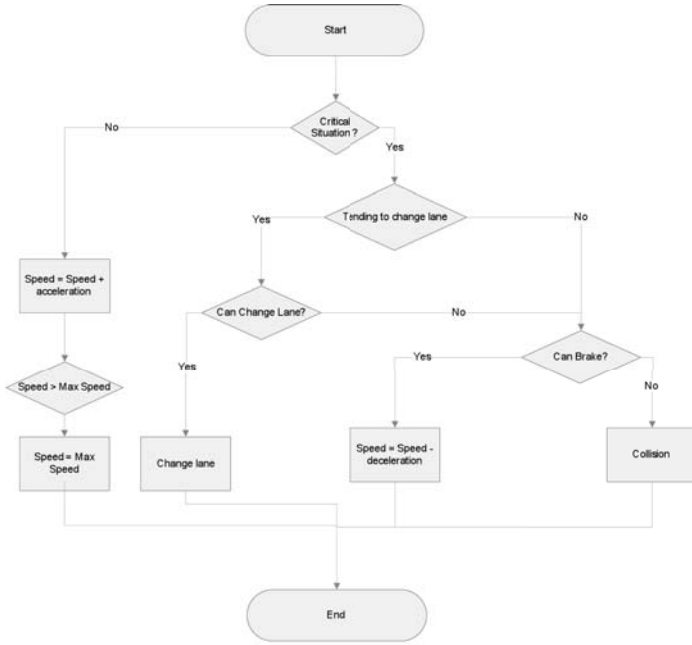 Start
Critical
Situation ?
No
Yes
Tending to change lane
Yes
No
Speed = Speed +
acceleration
Can Change Lane?
No
Can Brake?
Yes
Yes
No
Speed > Max Speed
Speed = Max
Speed
Change lane
Speed = Speed -
deceleration
Collision
End